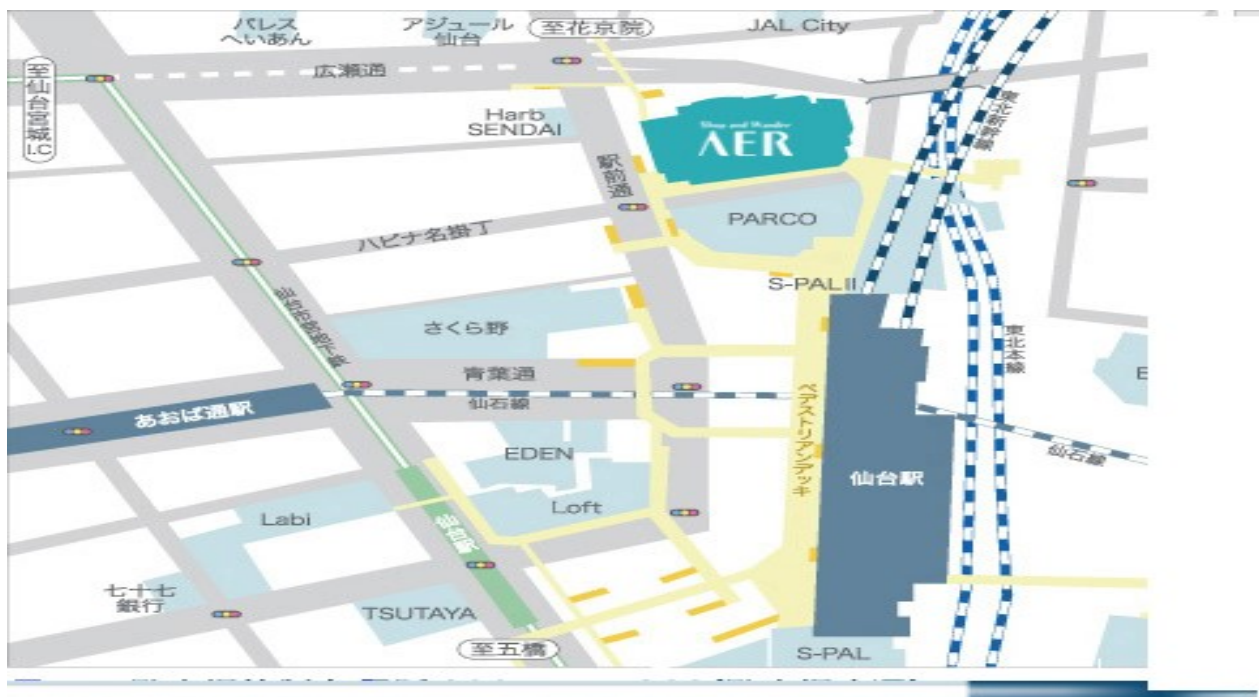 パレス
へいあん
アジュール
仙台
至花京院
JAL City
至仙台宮城I.C
広瀬通
Harb
SENDAI
駅前通
Shop and Wander
AER
東北新幹線
PARCO
ハピナ名掛丁
S-PALII
さくら野
青葉通
仙石線
あおば通駅
東北本線
E
ペデストリアンデッキ
仙台駅
仙石線
EDEN
Loft
Labi
仙台駅
七十七
銀行
TSUTAYA
至五橋
S-PAL